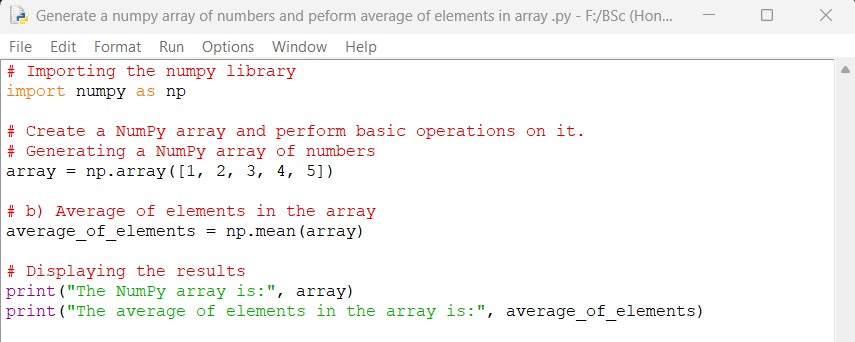 Generate a numpy array of numbers and peform average of elements in array .py - F:/BSc (Hon...
File Edit Format Run Options Window Help
# Importing the numpy library
import numpy as np
# Create a NumPy array and perform basic operations on it.
# Generating a NumPy array of numbers
array = np.array([1, 2, 3, 4, 5])
# b) Average of elements in the array
average_of_elements = np.mean(array)
# Displaying the results
print("The NumPy array is:", array)
print("The average of elements in the array is:", average_of_elements)